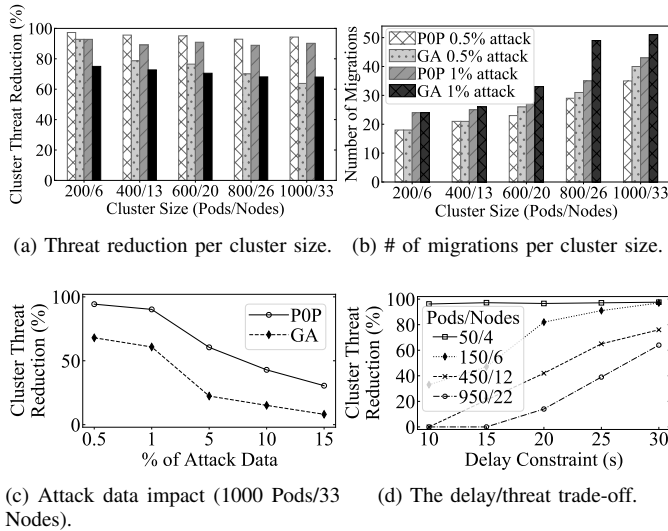 Cluster Threat Reduction (%)
100
80
60
40
20
0
200/6 400/13 600/20 800/26 1000/33
Cluster Size (Pods/Nodes)
(a) Threat reduction per cluster size.
Number of Migrations
50
40
30
20
10
0
P0P 0.5% attack
GA 0.5% attack
P0P 1% attack
GA 1% attack
200/6 400/13 600/20 800/26 1000/33
Cluster Size (Pods/Nodes)
(b) # of migrations per cluster size.
Cluster Threat
Reduction (%)
100
50
0
P0P
GA
0.5 1 5 10 15
% of Attack Data
(c) Attack data impact (1000 Pods/33
Nodes).
Cluster Threat
Reduction (%)
100
80
60
40
20
0
Pods/Nodes
50/4
150/6
450/12
950/22
10 15 20 25 30
Delay Constraint (s)
(d) The delay/threat trade-off.